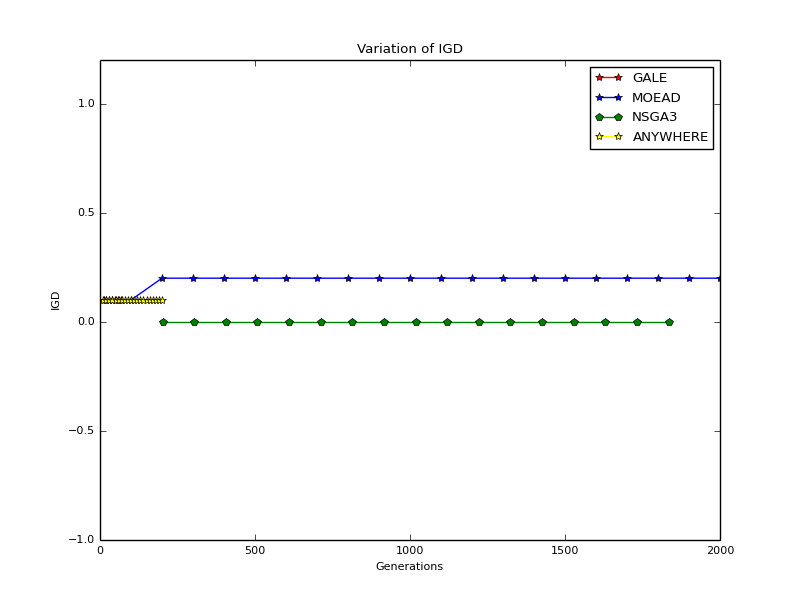 Variation of IGD
GALE
MOEAD
NSGA3
ANYWHERE
1.0
0.5
0.0
−0.5
−1.0
IGD
0 500 1000 1500 2000
Generations